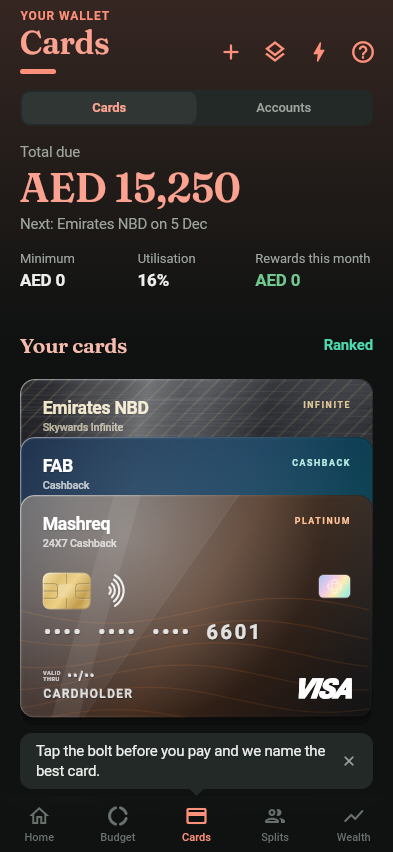 YOUR WALLET
Cards
Cards Accounts
Total due
AED 15,250
Next: Emirates NBD on 5 Dec
Minimum Utilisation Rewards this month
AED 0 16% AED 0
Your cards Ranked
Emirates NBD INFINITE
Skywards Infinite
FAB CASHBACK
Cashback
Mashreq PLATINUM
24X7 Cashback
•••• •••• •••• 6601
VALID THRU ••/••
CARDHOLDER
VISA
Tap the bolt before you pay and we name the
best card.
Home Budget Cards Splits Wealth